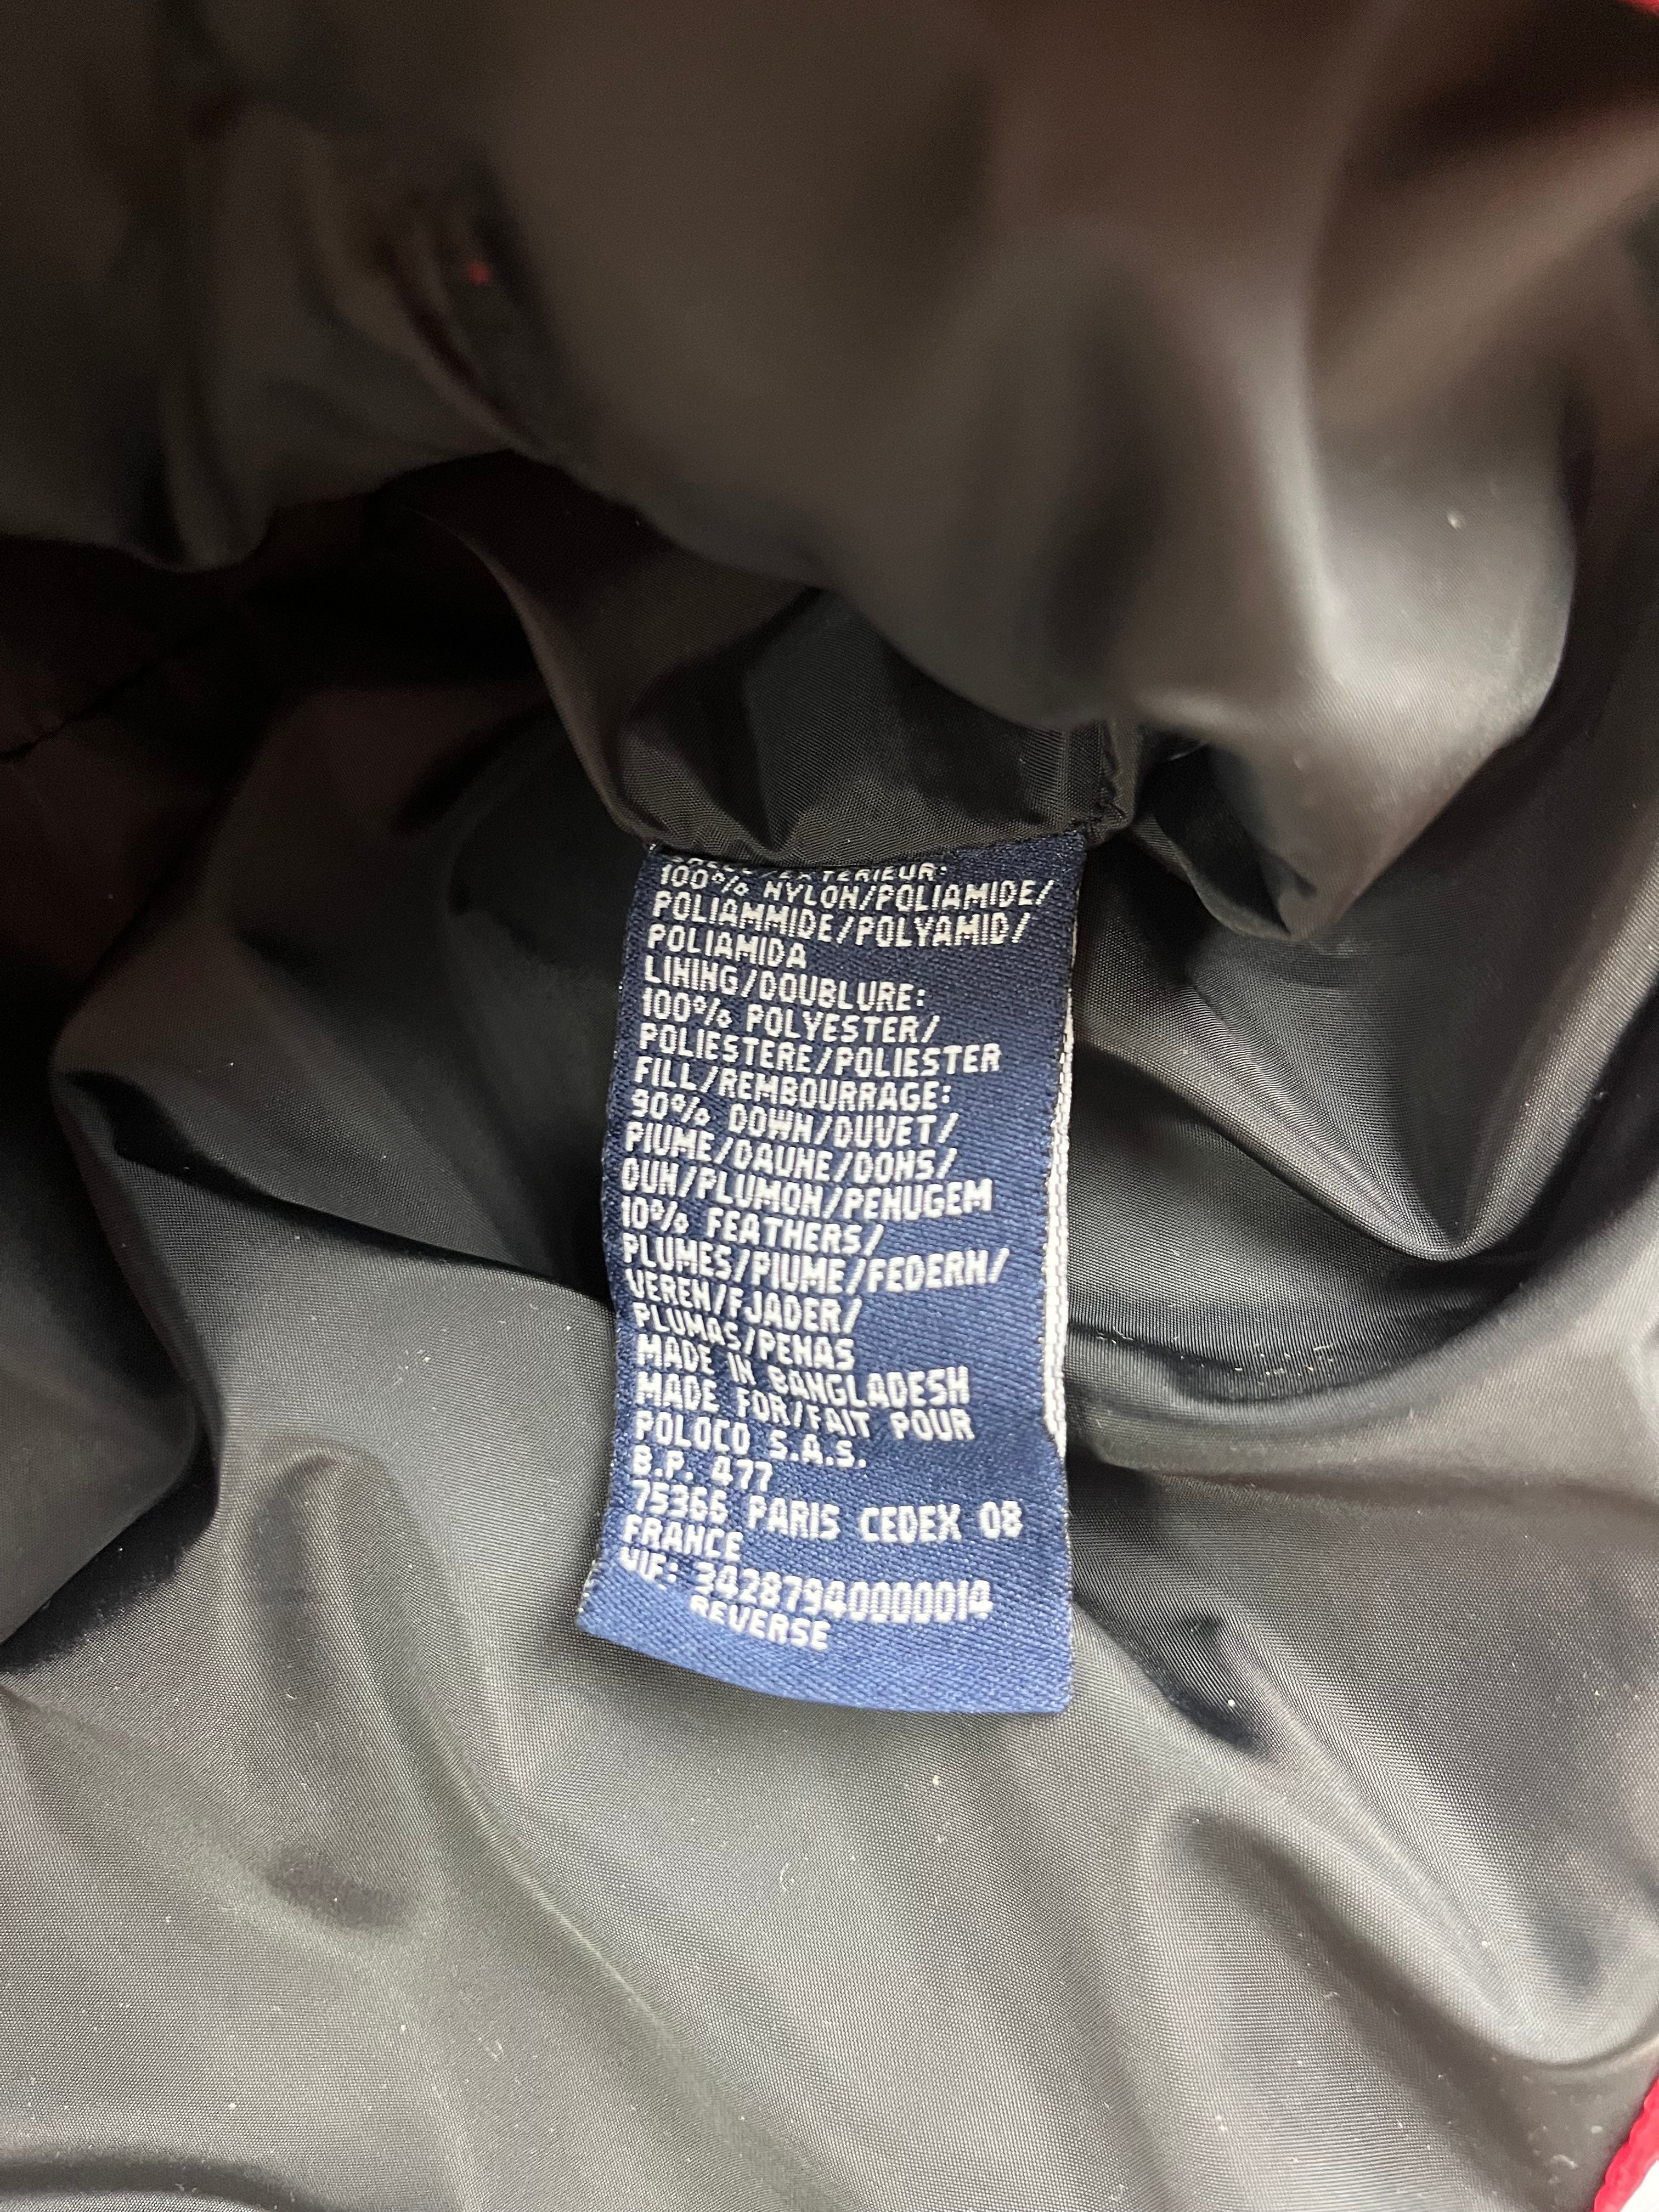 EXTERIEUR:
100% NYLON/POLIAMIDE/
POLIAMMIDE/POLYAMID/
POLIAMIDA
LINING/DOUBLURE:
100% POLYESTER/
POLIESTERE/POLIESTER
FILL/REMBOURRAGE:
90% DOWN/DUVET/
PIUME/DAUNE/DONS/
DUN/PLUMON/PENUGEM
10% FEATHERS/
PLUMES/PIUME/FEDERN/
VEREN/FJADER/
PLUMAS/PENAS
MADE IN BANGLADESH
MADE FOR/FAIT POUR
POLOCO S.A.S.
B.P. 477
75366 PARIS CEDEX 08
FRANCE
34287940000014
REVERSE